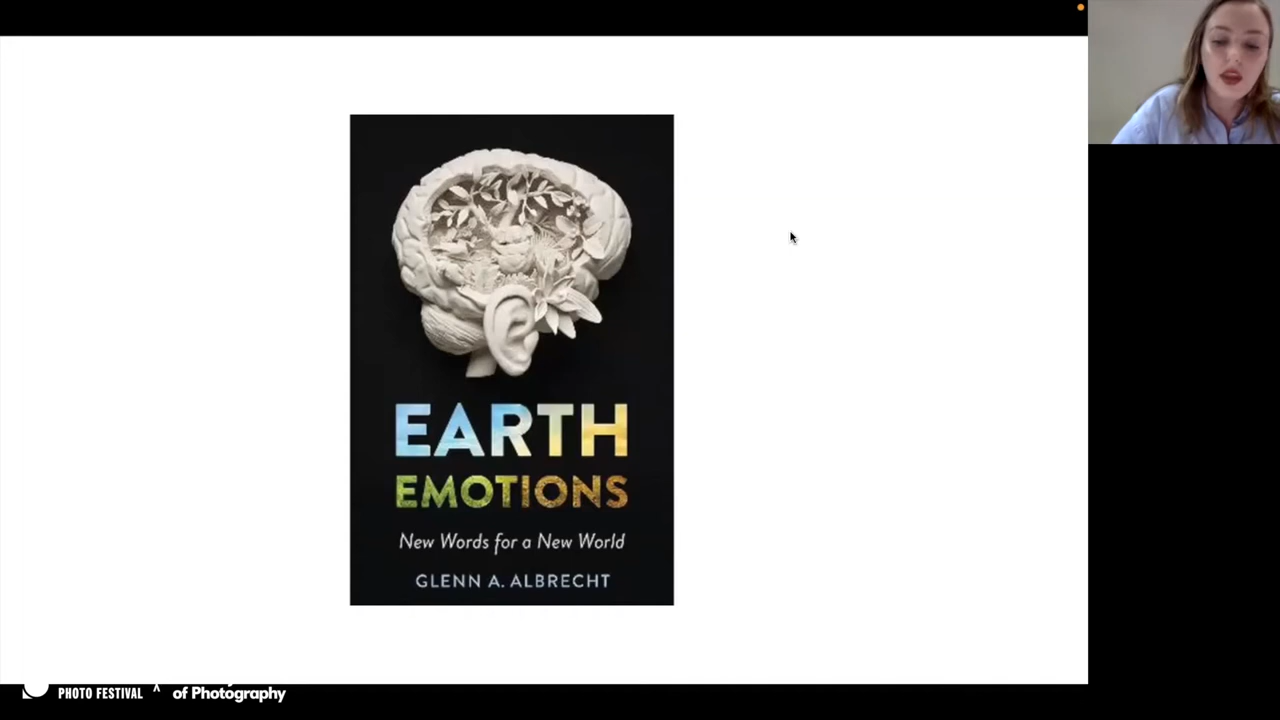 EARTH
EMOTIONS
New Words for a New World
GLENN A. ALBRECHT
PHOTO FESTIVAL
of Photography